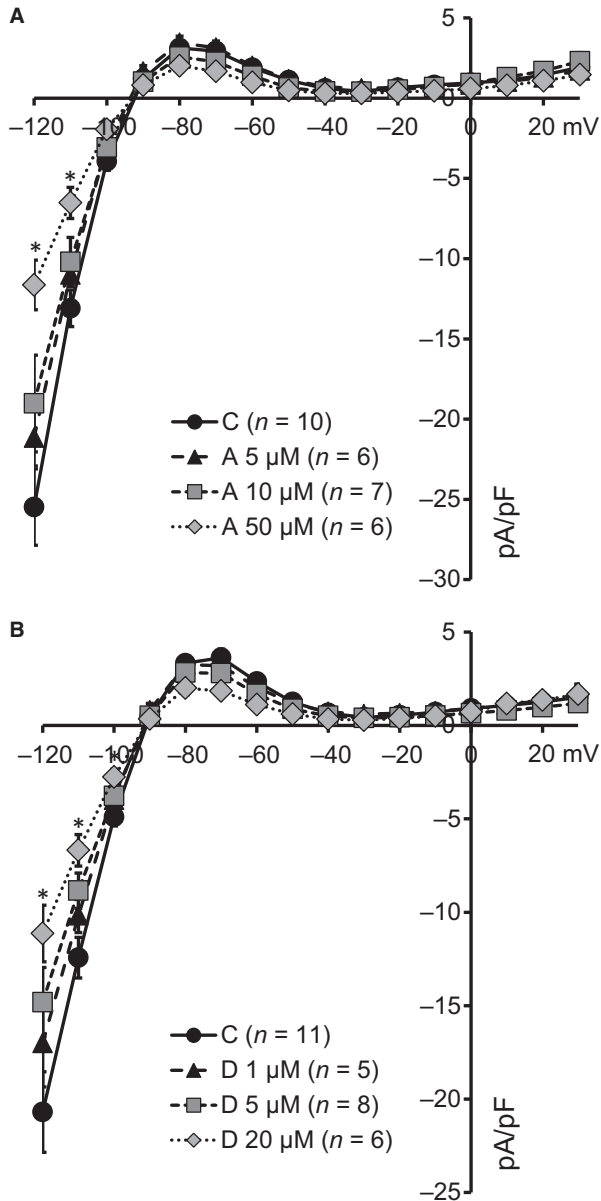 A
5
0
–120 –100 –80 –60 –40 –20 0 20 mV
*
*
–5
–10
–15
–20
–25
–30
pA/pF
C (n = 10)
A 5 µM (n = 6)
A 10 µM (n = 7)
A 50 µM (n = 6)
B
5
0
–120 –100 –80 –60 –40 –20 0 20 mV
*
*
*
–5
–10
–15
–20
–25
pA/pF
C (n = 11)
D 1 µM (n = 5)
D 5 µM (n = 8)
D 20 µM (n = 6)